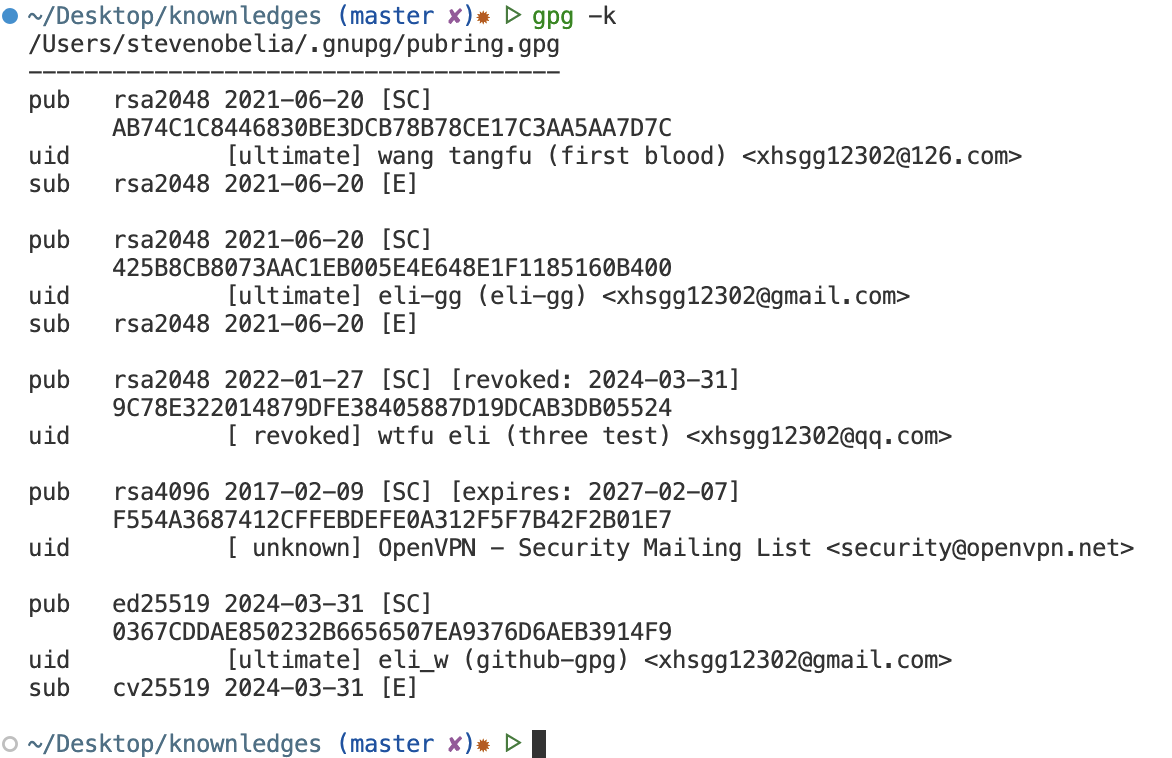 ~/Desktop/knownledges (master ✘)✹ ▷ gpg -k
/Users/stevenobelia/.gnupg/pubring.gpg
--------------------------------------
pub   rsa2048 2021-06-20 [SC]
      AB74C1C8446830BE3DCB78B78CE17C3AA5AA7D7C
uid           [ultimate] wang tangfu (first blood) <xhsgg12302@126.com>
sub   rsa2048 2021-06-20 [E]

pub   rsa2048 2021-06-20 [SC]
      425B8CB8073AAC1EB005E4E648E1F1185160B400
uid           [ultimate] eli-gg (eli-gg) <xhsgg12302@gmail.com>
sub   rsa2048 2021-06-20 [E]

pub   rsa2048 2022-01-27 [SC] [revoked: 2024-03-31]
      9C78E322014879DFE38405887D19DCAB3DB05524
uid           [ revoked] wtfu eli (three test) <xhsgg12302@qq.com>

pub   rsa4096 2017-02-09 [SC] [expires: 2027-02-07]
      F554A3687412CFFEBDEFE0A312F5F7B42F2B01E7
uid           [ unknown] OpenVPN - Security Mailing List <security@openvpn.net>

pub   ed25519 2024-03-31 [SC]
      0367CDDAE850232B6656507EA9376D6AEB3914F9
uid           [ultimate] eli_w (github-gpg) <xhsgg12302@gmail.com>
sub   cv25519 2024-03-31 [E]

~/Desktop/knownledges (master ✘)✹ ▷